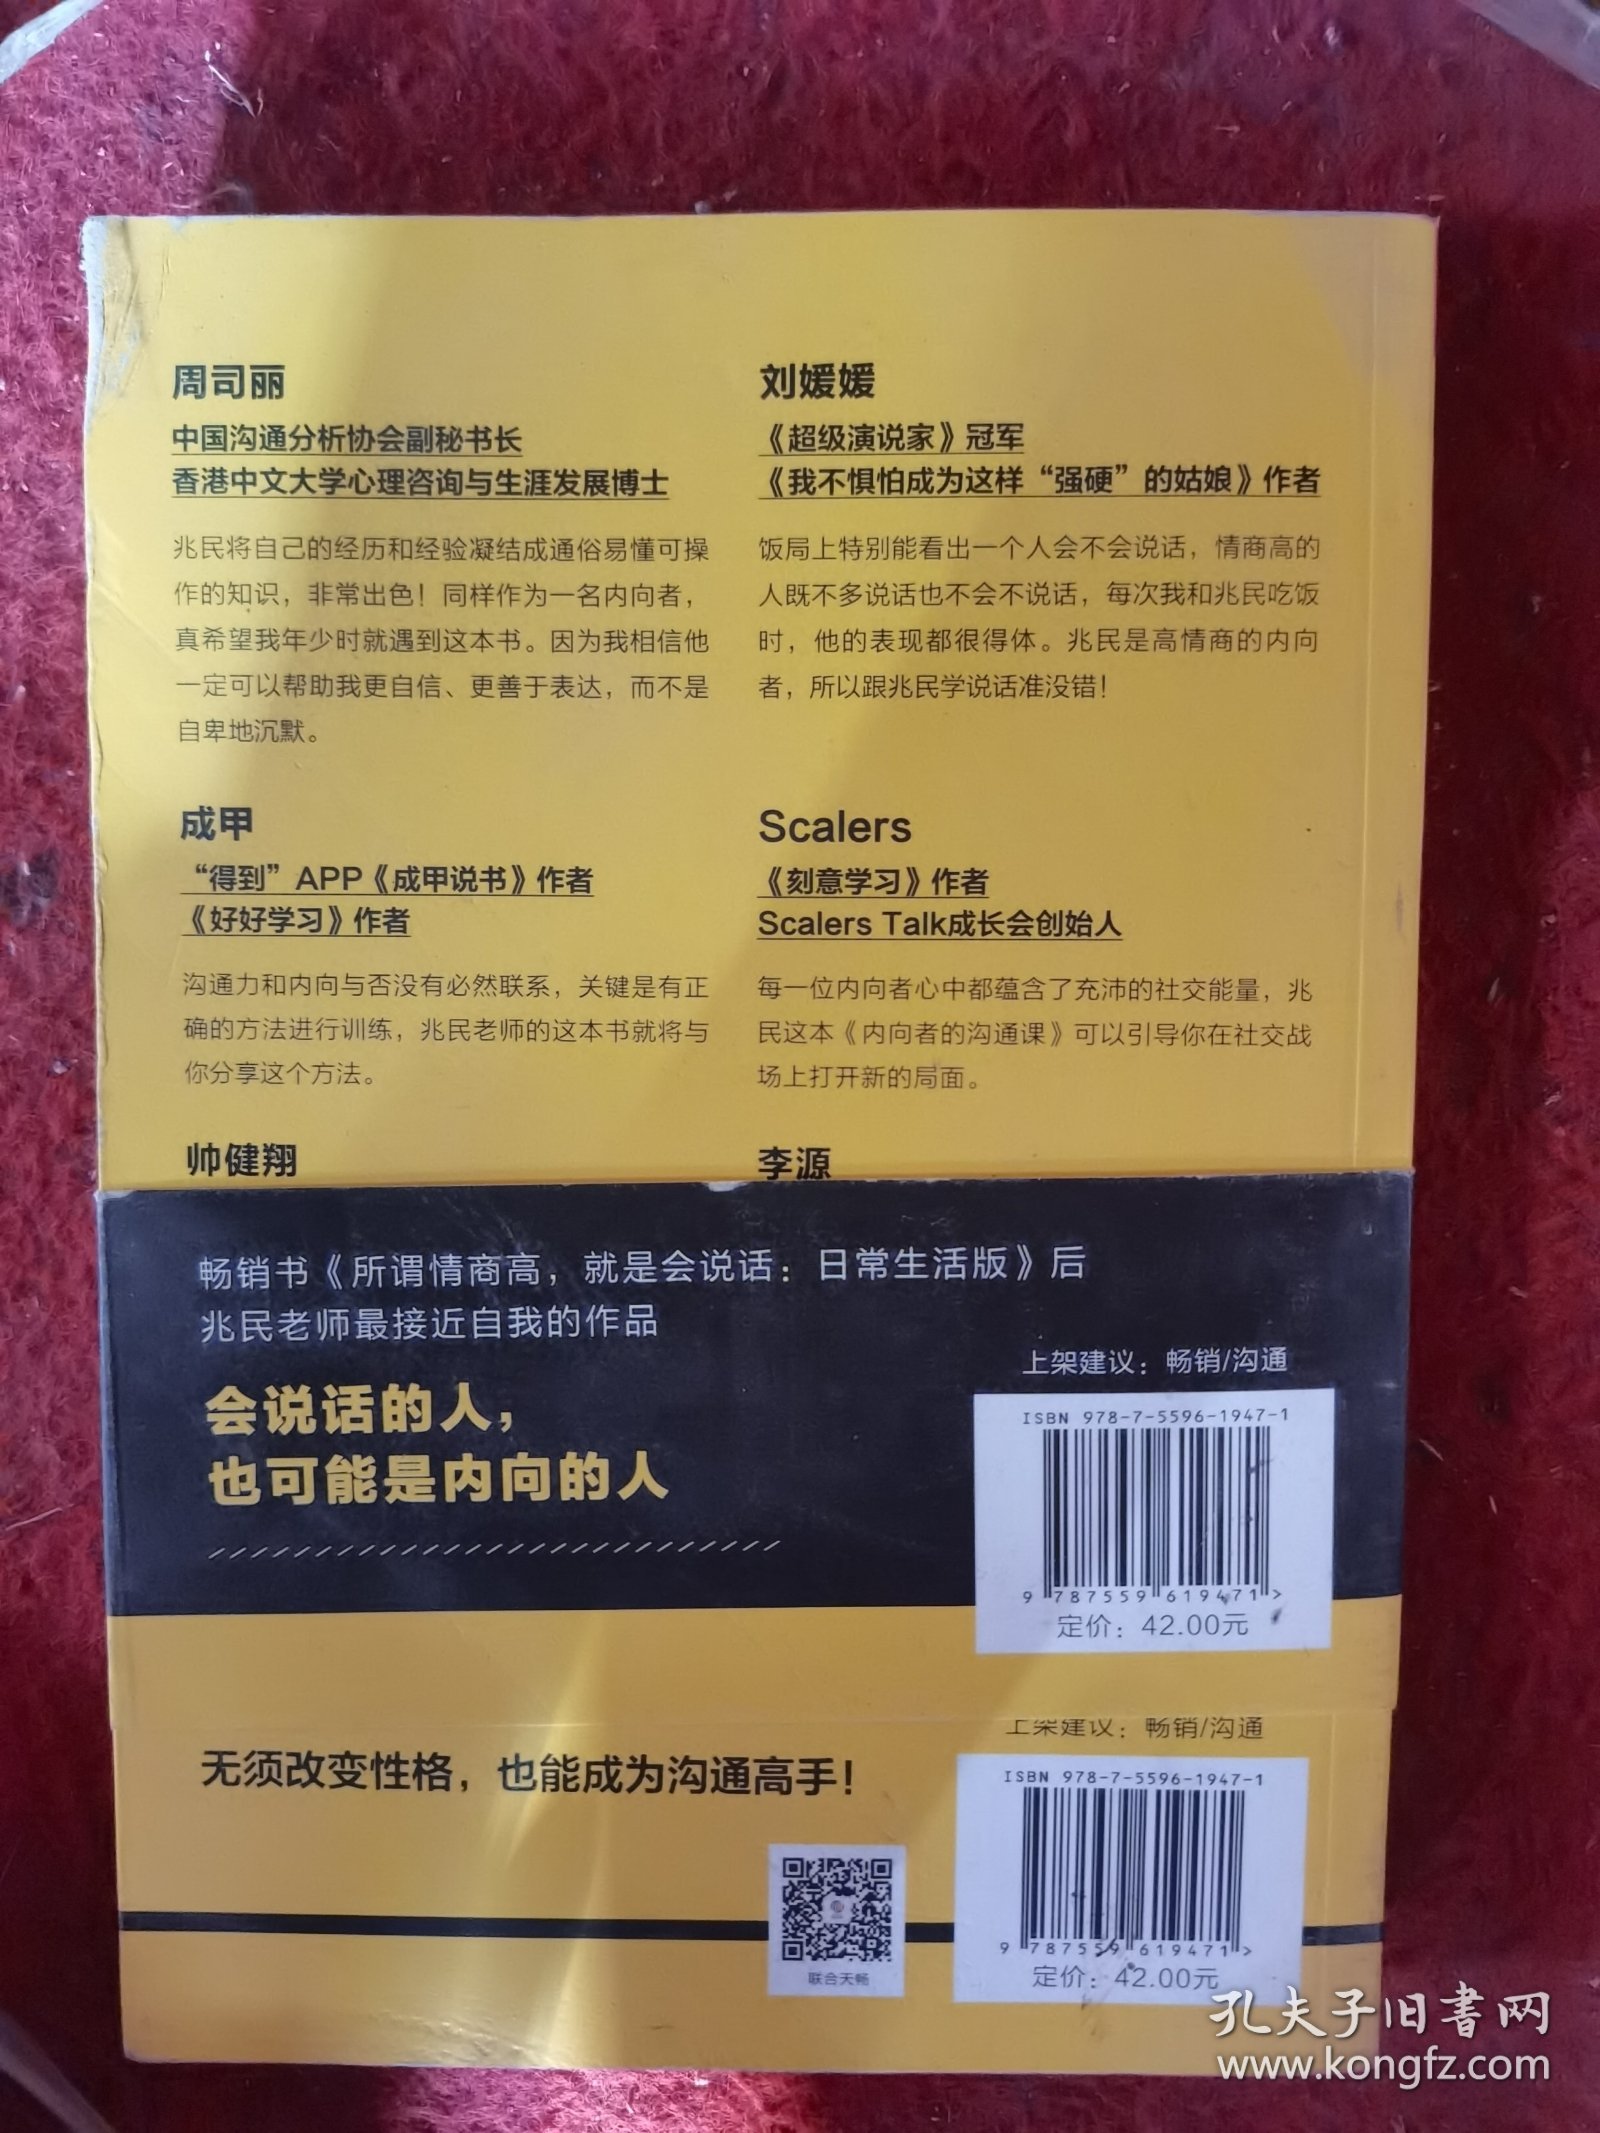 周司丽
中国沟通分析协会副秘书长
香港中文大学心理咨询与生涯发展博士
兆民将自己的经历和经验凝结成通俗易懂可操
作的知识，非常出色！同样作为一名内向者，
真希望我年少时就遇到这本书。因为我相信他
一定可以帮助我更自信、更善于表达，而不是
自卑地沉默。
刘媛媛
《超级演说家》冠军
《我不惧怕成为这样“强硬”的姑娘》作者
饭局上特别能看出一个人会不会说话，情商高的
人既不多说话也不会不说话，每次我和兆民吃饭
时，他的表现都很得体。兆民是高情商的内向
者，所以跟兆民学说话准没错！
成甲
“得到”APP《成甲说书》作者
《好好学习》作者
沟通力和内向与否没有必然联系，关键是有正
确的方法进行训练，兆民老师的这本书就将与
你分享这个方法。
Scalers
《刻意学习》作者
Scalers Talk成长会创始人
每一位内向者心中都蕴含了充沛的社交能量，兆
民这本《内向者的沟通课》可以引导你在社交战
场上打开新的局面。
帅健翔
李源
畅销书《所谓情商高，就是会说话：日常生活版》后
兆民老师最接近自我的作品
会说话的人，
也可能是内向的人
上架建议：畅销/沟通
ISBN 978-7-5596-1947-1
9 787559 619471>
定价：42.00元
无须改变性格，也能成为沟通高手！
上架建议：畅销/沟通
ISBN 978-7-5596-1947-1
9 787559 619471>
定价：42.00元
联合天畅
孔夫子旧书网
www.kongfz.com